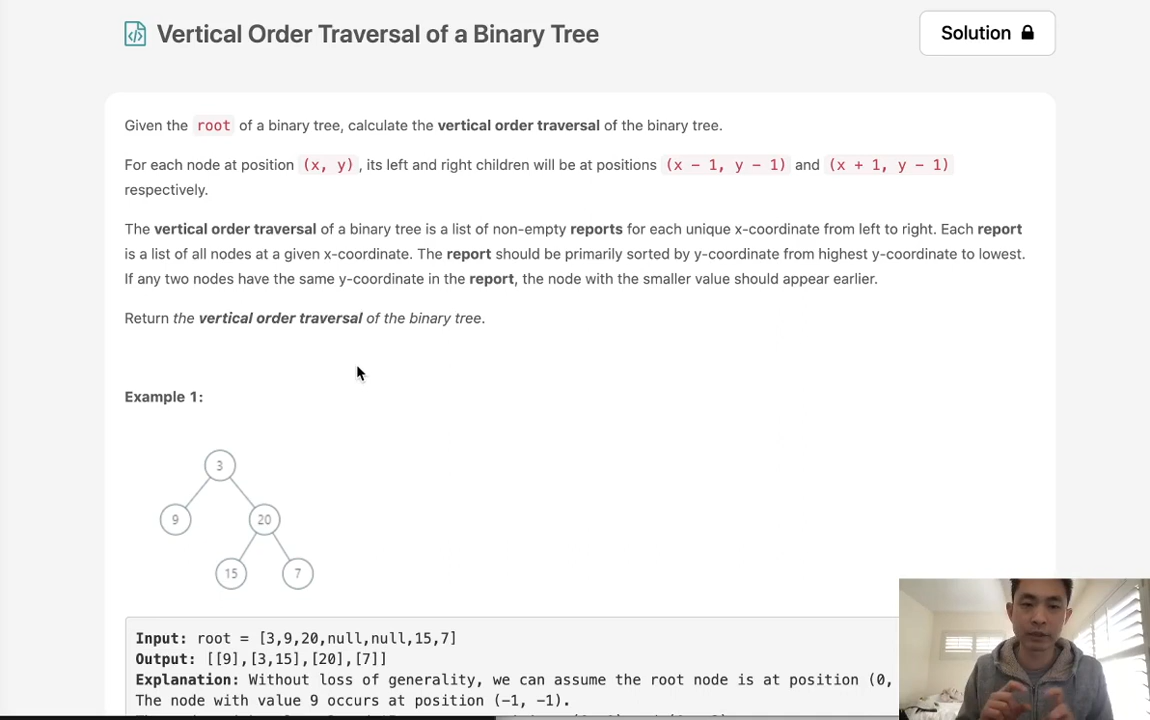 Vertical Order Traversal of a Binary Tree
Solution
Given the root of a binary tree, calculate the vertical order traversal of the binary tree.
For each node at position (x, y), its left and right children will be at positions (x - 1, y - 1) and (x + 1, y - 1)
respectively.
The vertical order traversal of a binary tree is a list of non-empty reports for each unique x-coordinate from left to right. Each report
is a list of all nodes at a given x-coordinate. The report should be primarily sorted by y-coordinate from highest y-coordinate to lowest.
If any two nodes have the same y-coordinate in the report, the node with the smaller value should appear earlier.
Return the vertical order traversal of the binary tree.
Example 1:
3
9 20
15 7
Input: root = [3,9,20,null,null,15,7]
Output: [[9],[3,15],[20],[7]]
Explanation: Without loss of generality, we can assume the root node is at position (0,
The node with value 9 occurs at position (-1, -1).